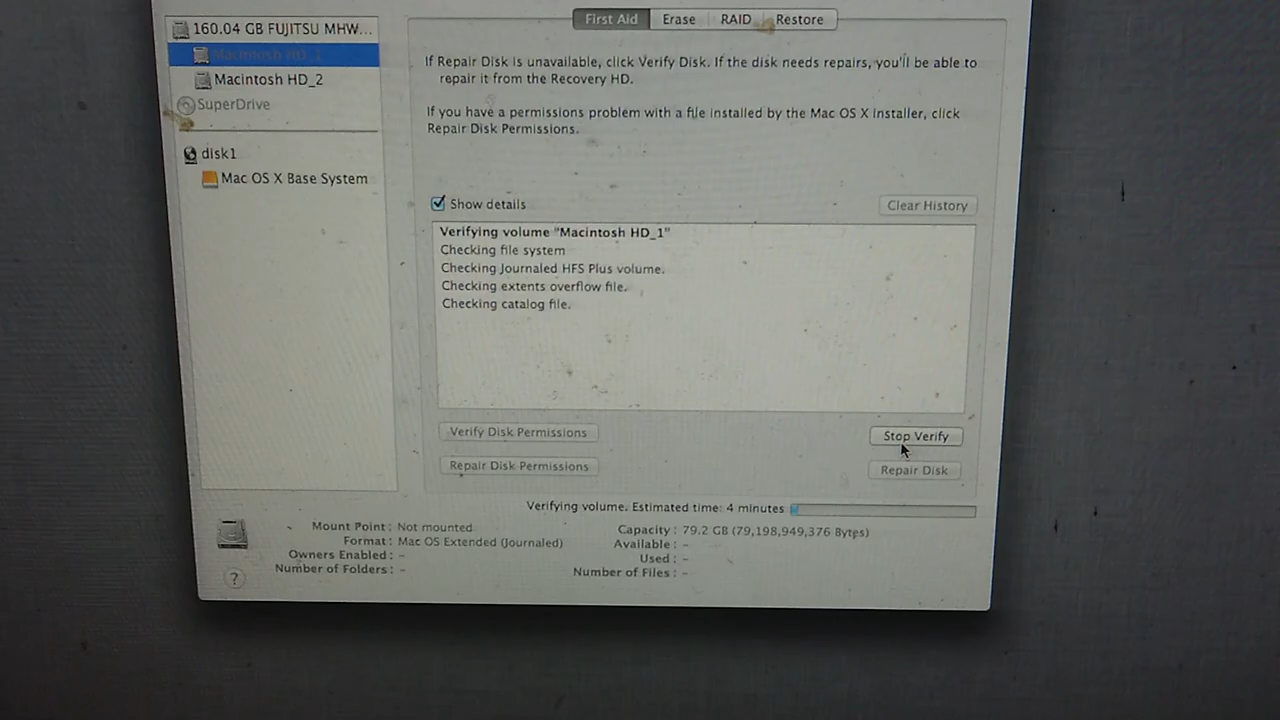 First Aid Erase RAID Restore
160.04 GB FUJITSU MHW...
Macintosh HD_1
Macintosh HD_2
SuperDrive
disk1
Mac OS X Base System
If Repair Disk is unavailable, click Verify Disk. If the disk needs repairs, you'll be able to
repair it from the Recovery HD.
If you have a permissions problem with a file installed by the Mac OS X Installer, click
Repair Disk Permissions.
Show details
Clear History
Verifying volume "Macintosh HD_1"
Checking file system
Checking Journaled HFS Plus volume.
Checking extents overflow file.
Checking catalog file.
Verify Disk Permissions
Stop Verify
Repair Disk Permissions
Repair Disk
Verifying volume. Estimated time: 4 minutes
Mount Point : Not mounted
Format : Mac OS Extended (Journaled)
Owners Enabled : -
Number of Folders : -
Capacity : 79.2 GB (79,198,949,376 Bytes)
Available : -
Used : -
Number of Files : -
?